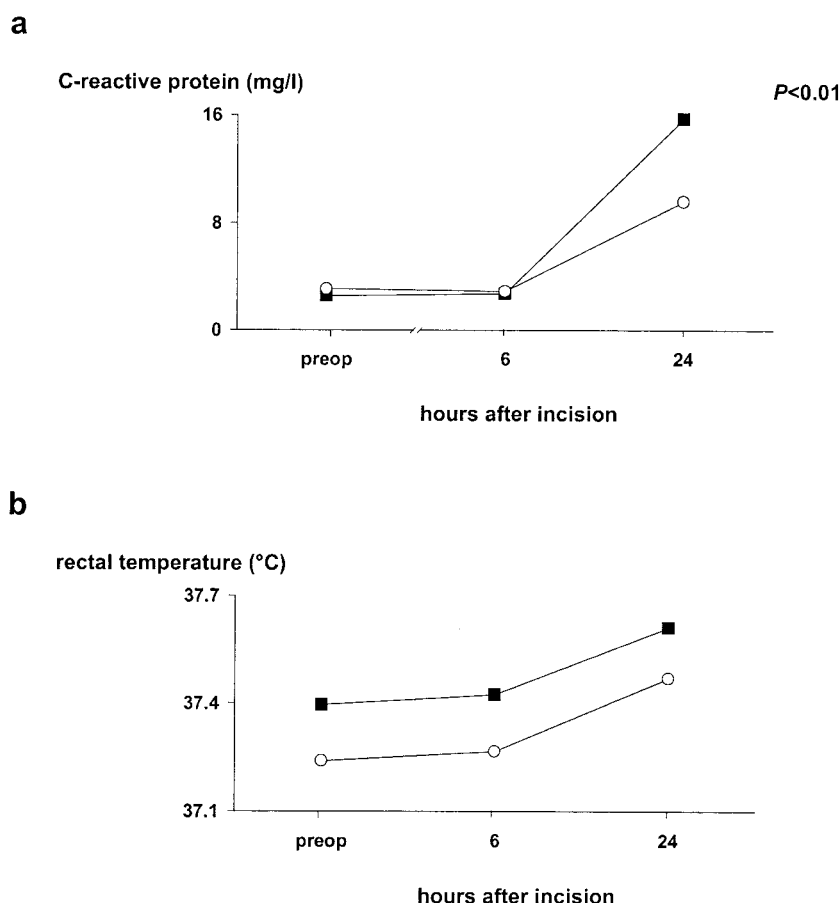 a
C-reactive protein (mg/l)
P<0.01
16
8
0
preop 6 24
hours after incision
b
rectal temperature (°C)
37.7
37.4
37.1
preop 6 24
hours after incision